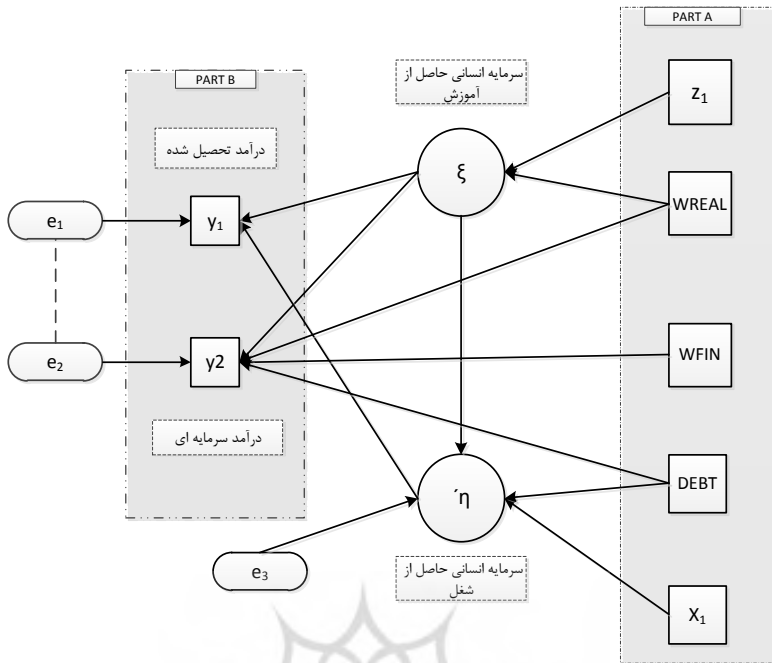 PART A
PART B
سرمایه انسانی حاصل از
آموزش
z₁
درآمد تحصیل شده
ξ
WREAL
e₁
y₁
WFIN
e₂
y2
درآمد سرمایه ای
DEBT
´η
e₃
سرمایه انسانی حاصل از
شغل
X₁